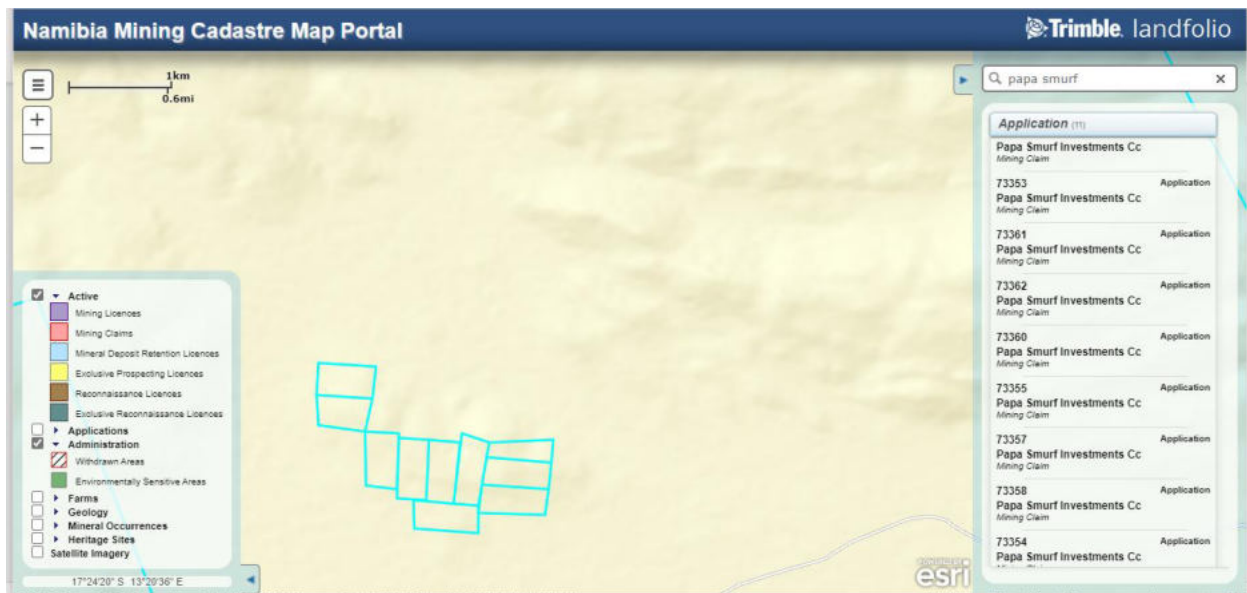 Namibia Mining Cadastre Map Portal
Trimble. landfolio
1km
0.6mi
+
−
papa smurf
Application (11)
Papa Smurf Investments Cc
Mining Claim
73353 Application
Papa Smurf Investments Cc
Mining Claim
73361 Application
Papa Smurf Investments Cc
Mining Claim
73362 Application
Papa Smurf Investments Cc
Mining Claim
73360 Application
Papa Smurf Investments Cc
Mining Claim
73355 Application
Papa Smurf Investments Cc
Mining Claim
73357 Application
Papa Smurf Investments Cc
Mining Claim
73358 Application
Papa Smurf Investments Cc
Mining Claim
73354 Application
Papa Smurf Investments Cc
Active
Mining Licences
Mining Claims
Mineral Deposit Retention Licences
Exclusive Prospecting Licences
Reconnaissance Licences
Exclusive Reconnaissance Licences
Applications
Administration
Withdrawn Areas
Environmentally Sensitive Areas
Farms
Geology
Mineral Occurrences
Heritage Sites
Satellite Imagery
17°24'20" S 13°20'36" E
esri